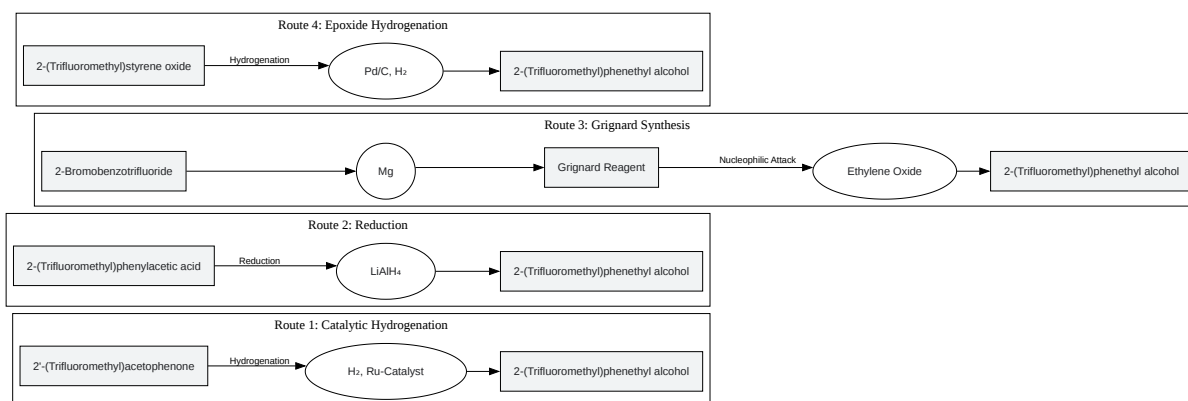 Route 4: Epoxide Hydrogenation
2-(Trifluoromethyl)styrene oxide
Hydrogenation
Pd/C, H₂
2-(Trifluoromethyl)phenethyl alcohol
Route 3: Grignard Synthesis
2-Bromobenzotrifluoride
Mg
Grignard Reagent
Nucleophilic Attack
Ethylene Oxide
2-(Trifluoromethyl)phenethyl alcohol
Route 2: Reduction
2-(Trifluoromethyl)phenylacetic acid
Reduction
LiAlH₄
2-(Trifluoromethyl)phenethyl alcohol
Route 1: Catalytic Hydrogenation
2'-(Trifluoromethyl)acetophenone
Hydrogenation
H₂, Ru-Catalyst
2-(Trifluoromethyl)phenethyl alcohol